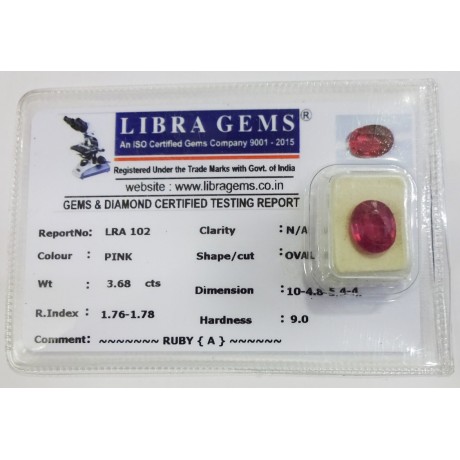 LIBRA GEMS ®
An ISO Certified Gems Company 9001 - 2015
Registered Under the Trade Marks with Govt. of India
website : www.libragems.co.in
GEMS & DIAMOND CERTIFIED TESTING REPORT
ReportNo: LRA 102 Clarity : N/A
Colour : PINK Shape/cut : OVAL
Wt : 3.68 cts Dimension :
R.Index : 1.76-1.78 Hardness : 9.0
Comment: ~~~~~~~ RUBY { A } ~~~~~~